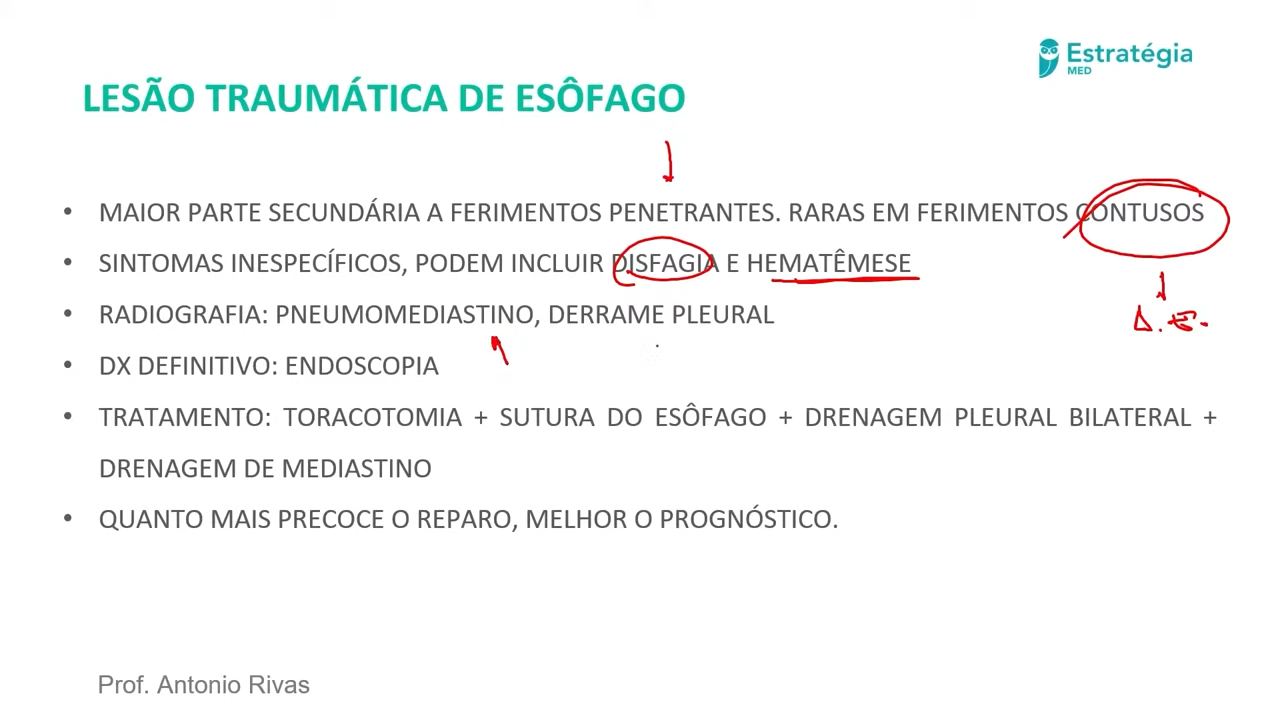 Estratégia
MED
LESÃO TRAUMÁTICA DE ESÔFAGO
• MAIOR PARTE SECUNDÁRIA A FERIMENTOS PENETRANTES. RARAS EM FERIMENTOS CONTUSOS
• SINTOMAS INESPECÍFICOS, PODEM INCLUIR DISFAGIA E HEMATÊMESE
• RADIOGRAFIA: PNEUMOMEDIASTINO, DERRAME PLEURAL
• DX DEFINITIVO: ENDOSCOPIA
• TRATAMENTO: TORACOTOMIA + SUTURA DO ESÔFAGO + DRENAGEM PLEURAL BILATERAL +
DRENAGEM DE MEDIASTINO
• QUANTO MAIS PRECOCE O REPARO, MELHOR O PROGNÓSTICO.
Prof. Antonio Rivas